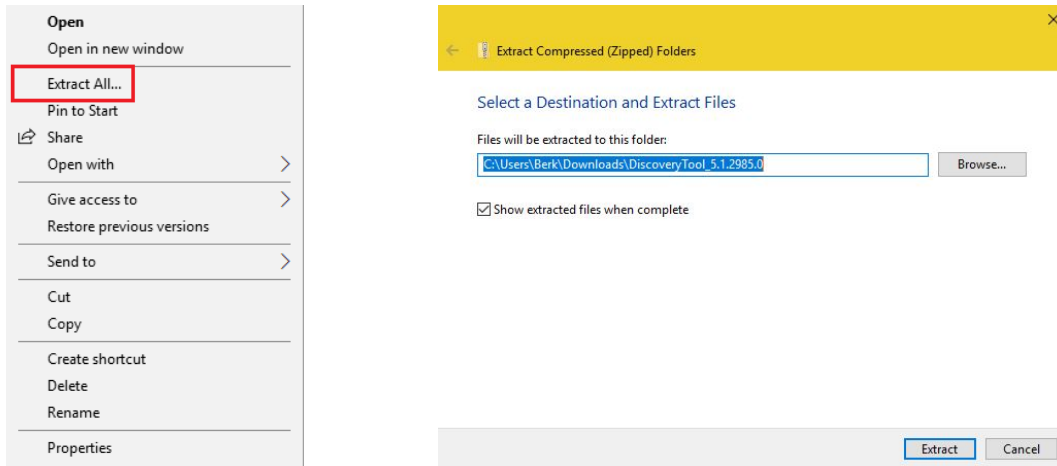 Open
Open in new window
Extract All...
Pin to Start
Share
Open with
Give access to
Restore previous versions
Send to
Cut
Copy
Create shortcut
Delete
Rename
Properties
Extract Compressed (Zipped) Folders
Select a Destination and Extract Files
Files will be extracted to this folder:
C:\Users\Berk\Downloads\DiscoveryTool_5.1.2985.0
Browse...
Show extracted files when complete
Extract
Cancel